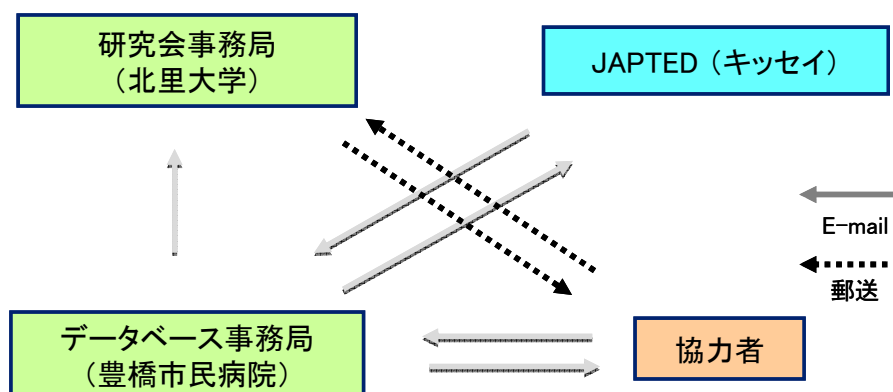 研究会事務局
（北里大学）
JAPTED（キッセイ）
E-mail
郵送
データベース事務局
（豊橋市民病院）
協力者